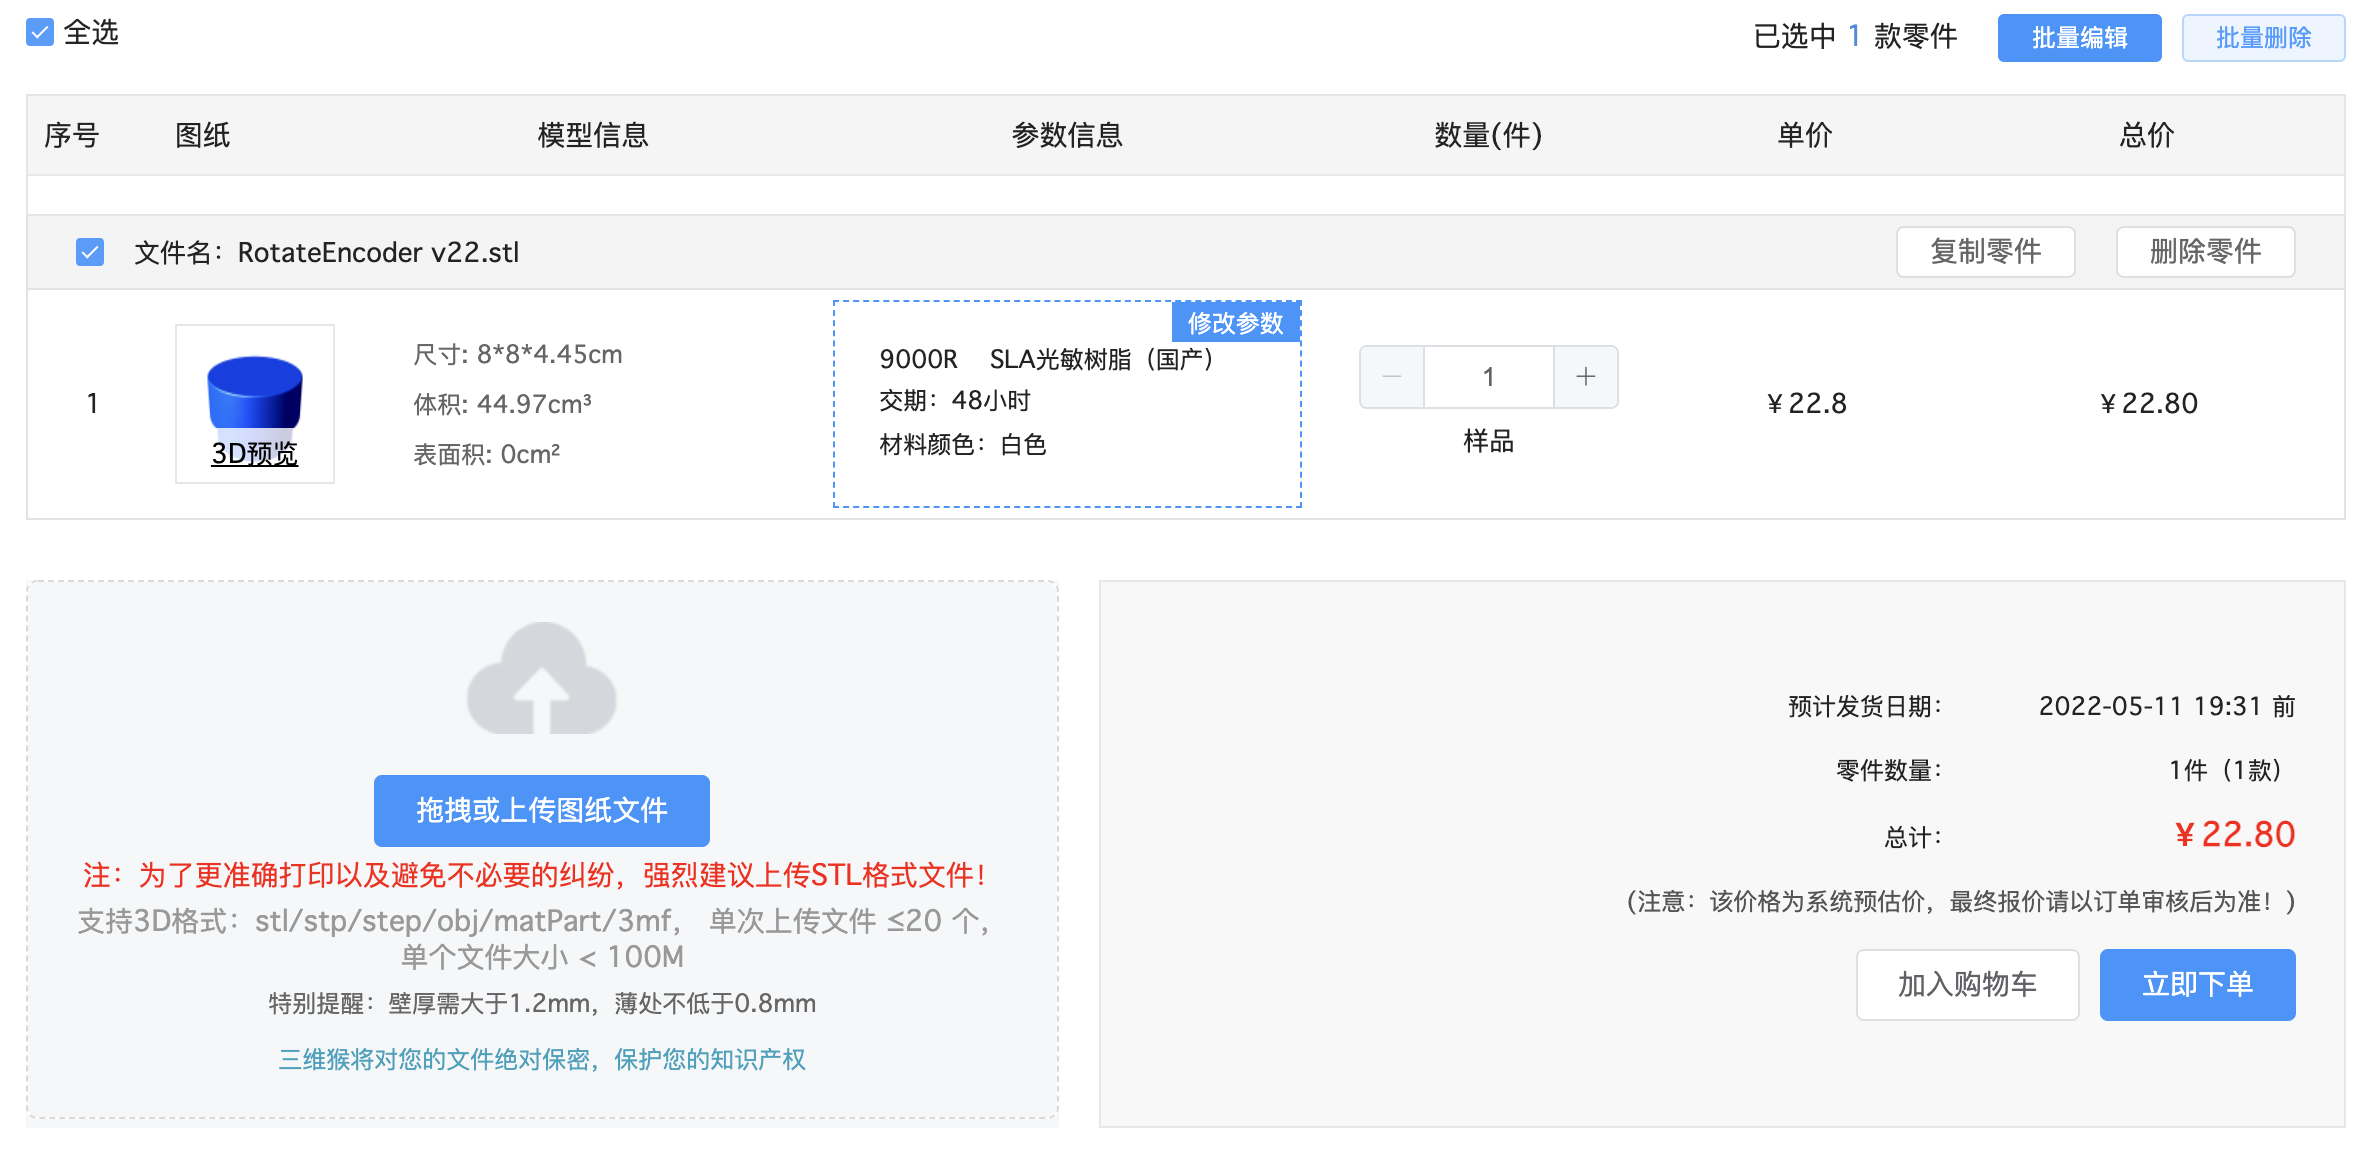 全选
已选中 1 款零件
批量编辑
批量删除
序号 图纸 模型信息 参数信息 数量(件) 单价 总价
文件名：RotateEncoder v22.stl
复制零件
删除零件
1
3D预览
尺寸: 8*8*4.45cm
体积: 44.97cm³
表面积: 0cm²
修改参数
9000R SLA光敏树脂（国产）
交期：48小时
材料颜色：白色
1
样品
¥22.8
¥22.80
拖拽或上传图纸文件
注：为了更准确打印以及避免不必要的纠纷，强烈建议上传STL格式文件！
支持3D格式：stl/stp/step/obj/matPart/3mf， 单次上传文件 ≤20 个，
单个文件大小 < 100M
特别提醒：壁厚需大于1.2mm，薄处不低于0.8mm
三维猴将对您的文件绝对保密，保护您的知识产权
预计发货日期： 2022-05-11 19:31 前
零件数量： 1件（1款）
总计： ¥22.80
（注意：该价格为系统预估价，最终报价请以订单审核后为准！）
加入购物车
立即下单